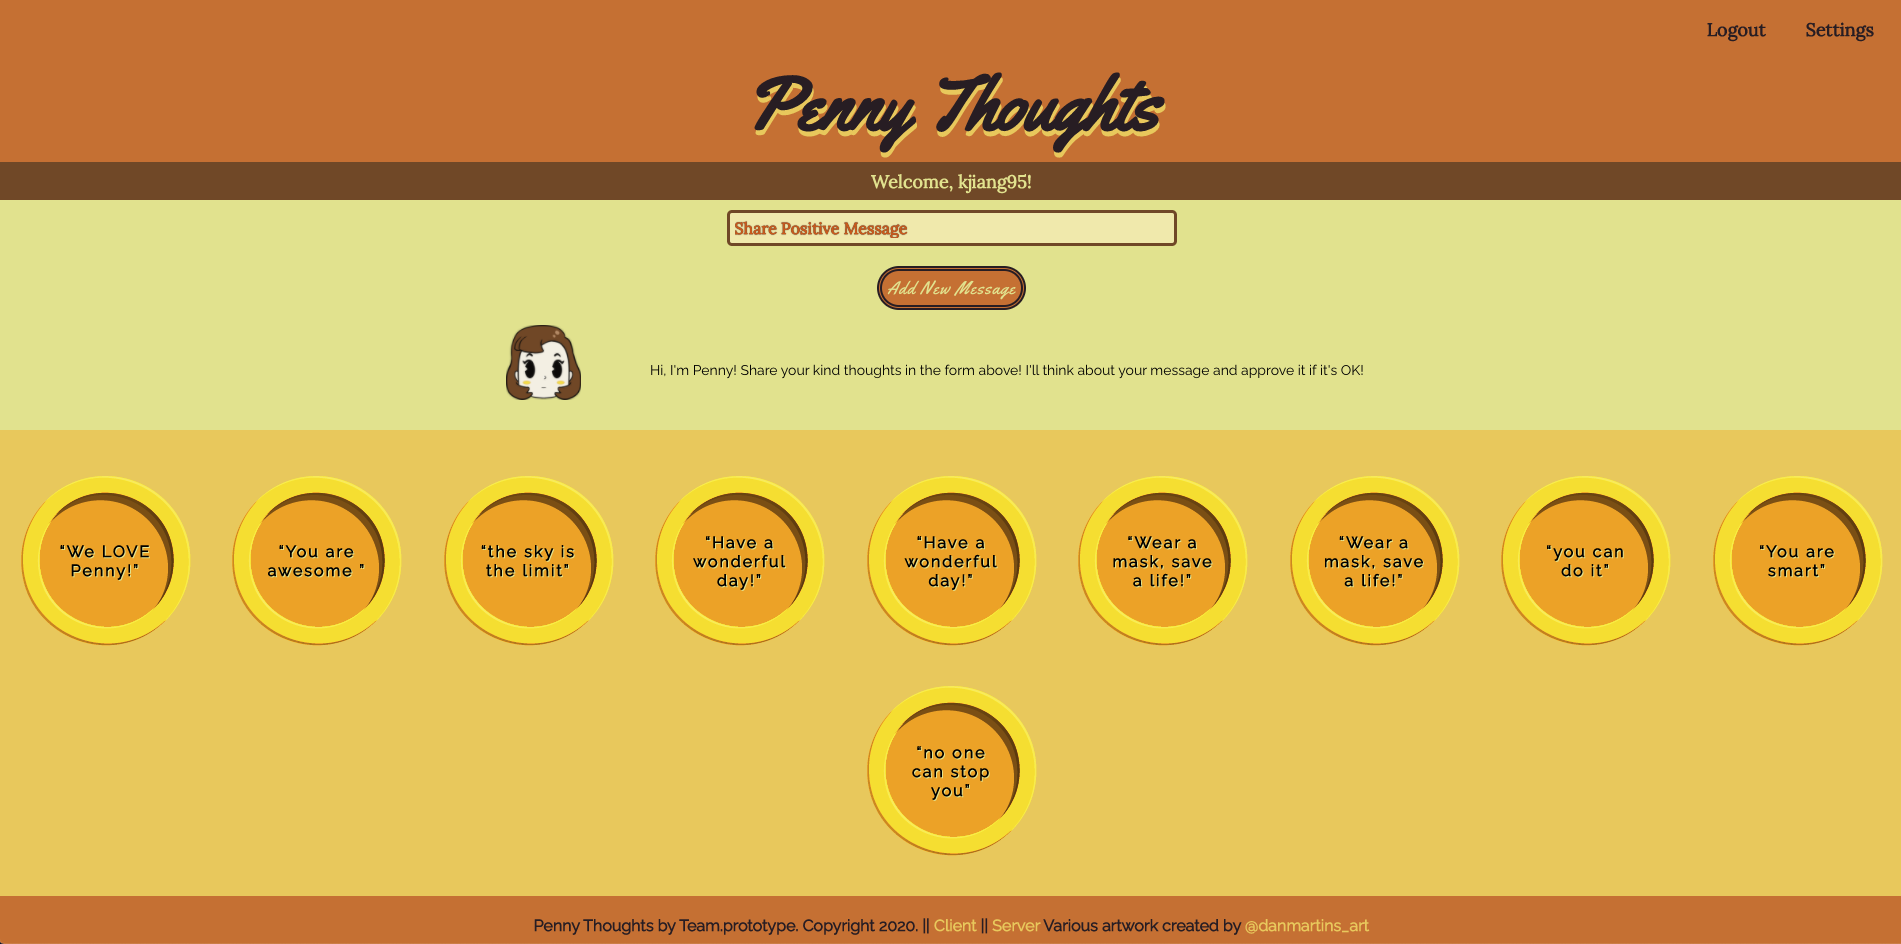 Logout Settings
Penny Thoughts
Welcome, kjiang95!
Share Positive Message
Add New Message
Hi, I'm Penny! Share your kind thoughts in the form above! I'll think about your message and approve it if it's OK!
"We LOVE
Penny!"
"You are
awesome "
"the sky is
the limit"
"Have a
wonderful
day!"
"Have a
wonderful
day!"
"Wear a
mask, save
a life!"
"Wear a
mask, save
a life!"
"you can
do it"
"You are
smart"
"no one
can stop
you"
Penny Thoughts by Team.prototype. Copyright 2020. || Client || Server Various artwork created by @danmartins_art